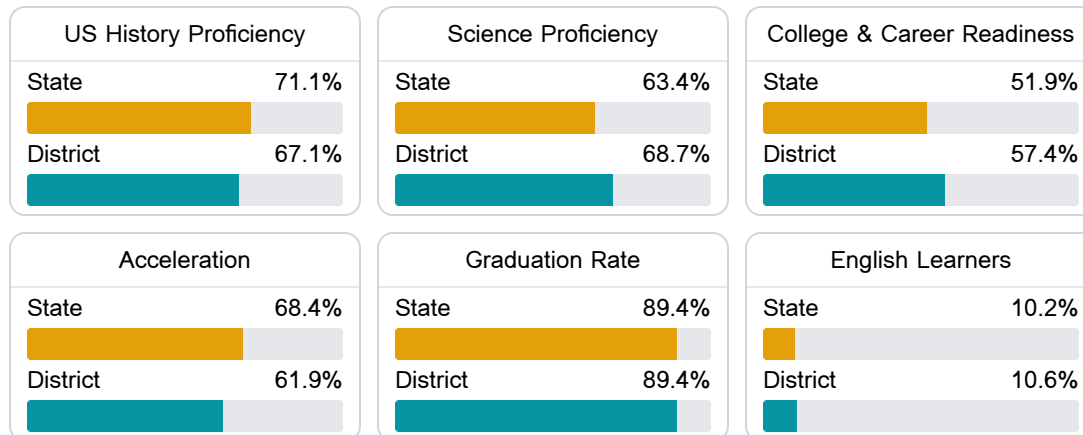 US History Proficiency
State 71.1%
District 67.1%
Science Proficiency
State 63.4%
District 68.7%
College & Career Readiness
State 51.9%
District 57.4%
Acceleration
State 68.4%
District 61.9%
Graduation Rate
State 89.4%
District 89.4%
English Learners
State 10.2%
District 10.6%